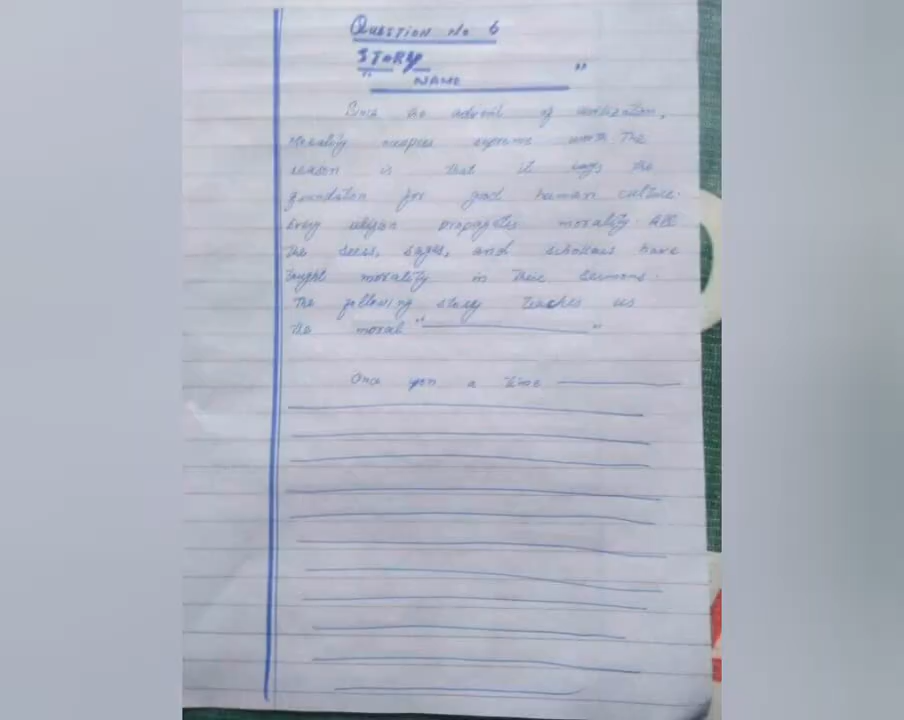 QUESTION No 6
STORY
" NAME "
Since the advent of civilization,
Morality occupies supreme worth. The
reason is that it lays the
foundation for good human culture.
Every religion propagates morality. All
the seers, sages, and scholars have
taught morality in their sermons.
The following story teaches us
the moral " "
Once upon a time